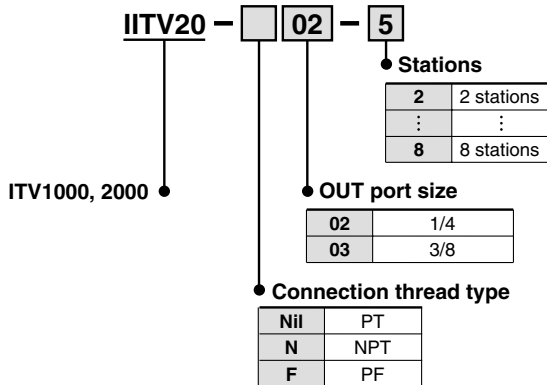 IITV20 – 02 – 5
Stations
2 2 stations
⋮ ⋮
8 8 stations
ITV1000, 2000
OUT port size
02 1/4
03 3/8
Connection thread type
Nil PT
N NPT
F PF